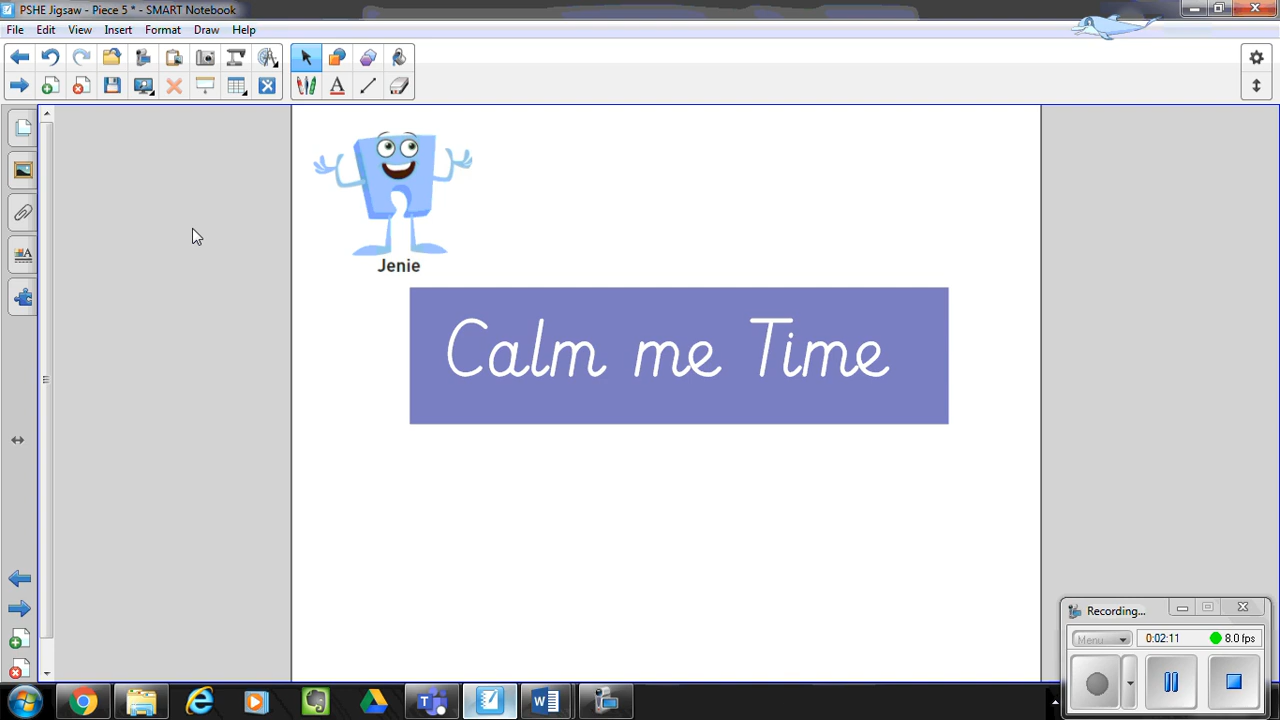 PSHE Jigsaw - Piece 5 * - SMART Notebook
File Edit View Insert Format Draw Help
Jenie
Calm me Time
Recording...
Menu 0:02:11 8.0 fps